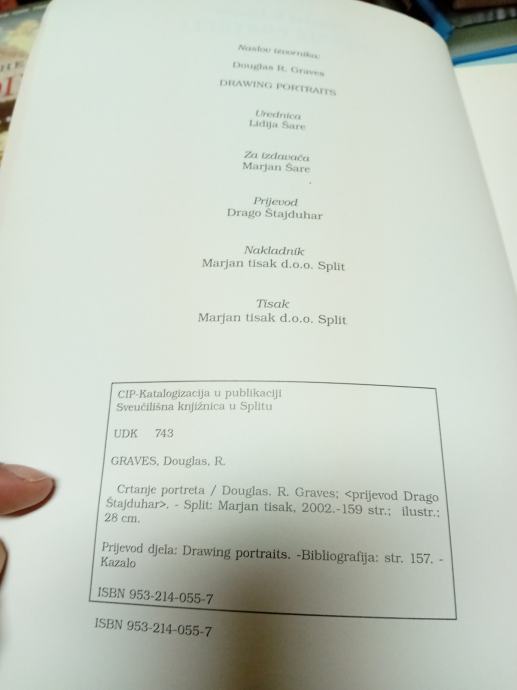 Naslov izvornika:
Douglas R. Graves
DRAWING PORTRAITS
Urednica
Lidija Šare
Za izdavača
Marjan Šare
Prijevod
Drago Štajduhar
Nakladnik
Marjan tisak d.o.o. Split
Tisak
Marjan tisak d.o.o. Split
CIP-Katalogizacija u publikaciji
Sveučilišna knjižnica u Splitu
UDK 743
GRAVES, Douglas, R.
Crtanje portreta / Douglas. R. Graves; <prijevod Drago
Štajduhar>. - Split: Marjan tisak, 2002.-159 str.; ilustr.;
28 cm.
Prijevod djela: Drawing portraits. -Bibliografija: str. 157. -
Kazalo
ISBN 953-214-055-7
ISBN 953-214-055-7